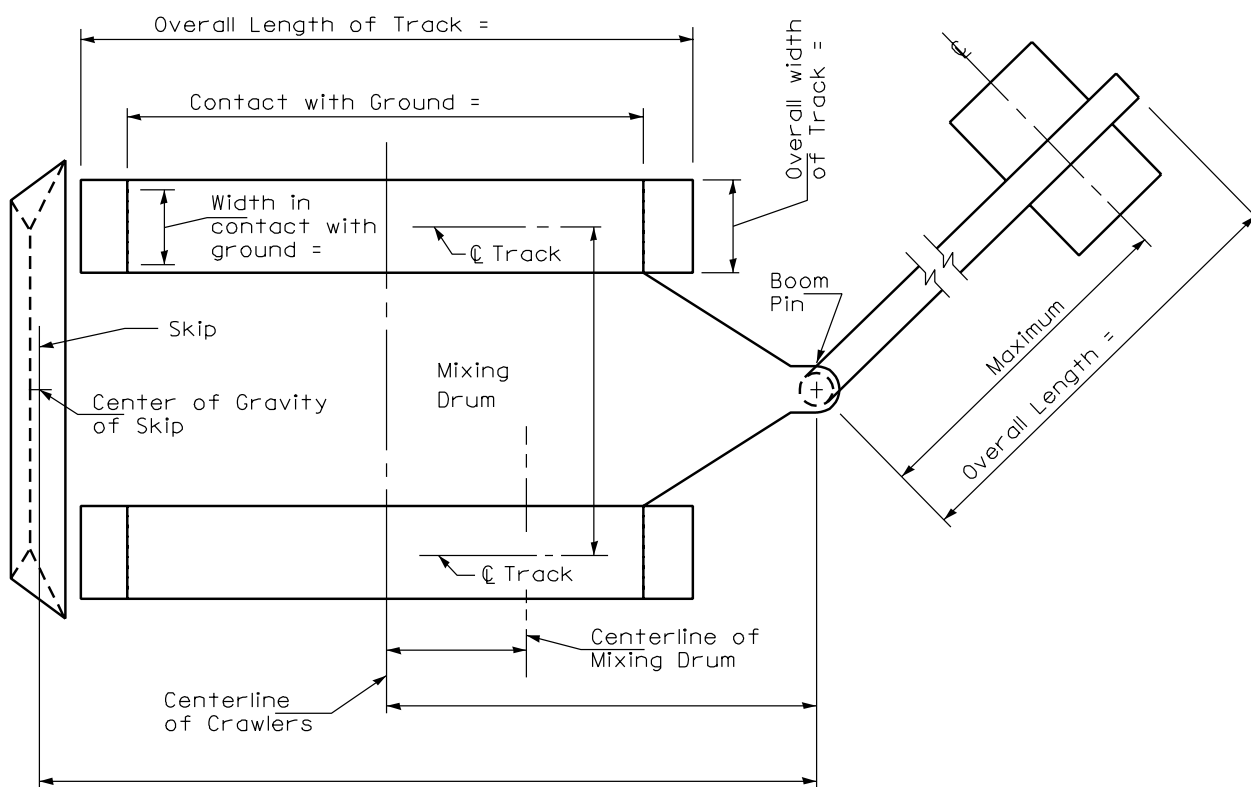 Overall Length of Track =
Contact with Ground =
Overall width
of Track =
℄
Width in
contact with
ground =
℄ Track
Boom
Pin
Skip
Maximum
Overall Length =
Mixing
Drum
Center of Gravity
of Skip
℄ Track
Centerline of
Mixing Drum
Centerline
of Crawlers